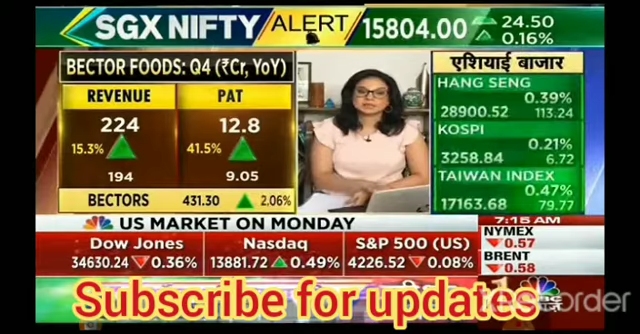 SGX NIFTY ALERT 15804.00 24.50
0.16%
BECTOR FOODS: Q4 (₹Cr, YoY)
REVENUE PAT
224 12.8
15.3% 41.5%
194 9.05
BECTORS 431.30 2.06%
एशियाई बाजार
HANG SENG
0.39%
28900.52 113.24
KOSPI
0.21%
3258.84 6.72
TAIWAN INDEX
0.47%
17163.68 79.77
US MARKET ON MONDAY
7:15 AM
Dow Jones Nasdaq S&P 500 (US)
34630.24 0.36% 13881.72 0.49% 4226.52 0.08%
NYMEX
0.57
BRENT
0.58
Subscribe for updates